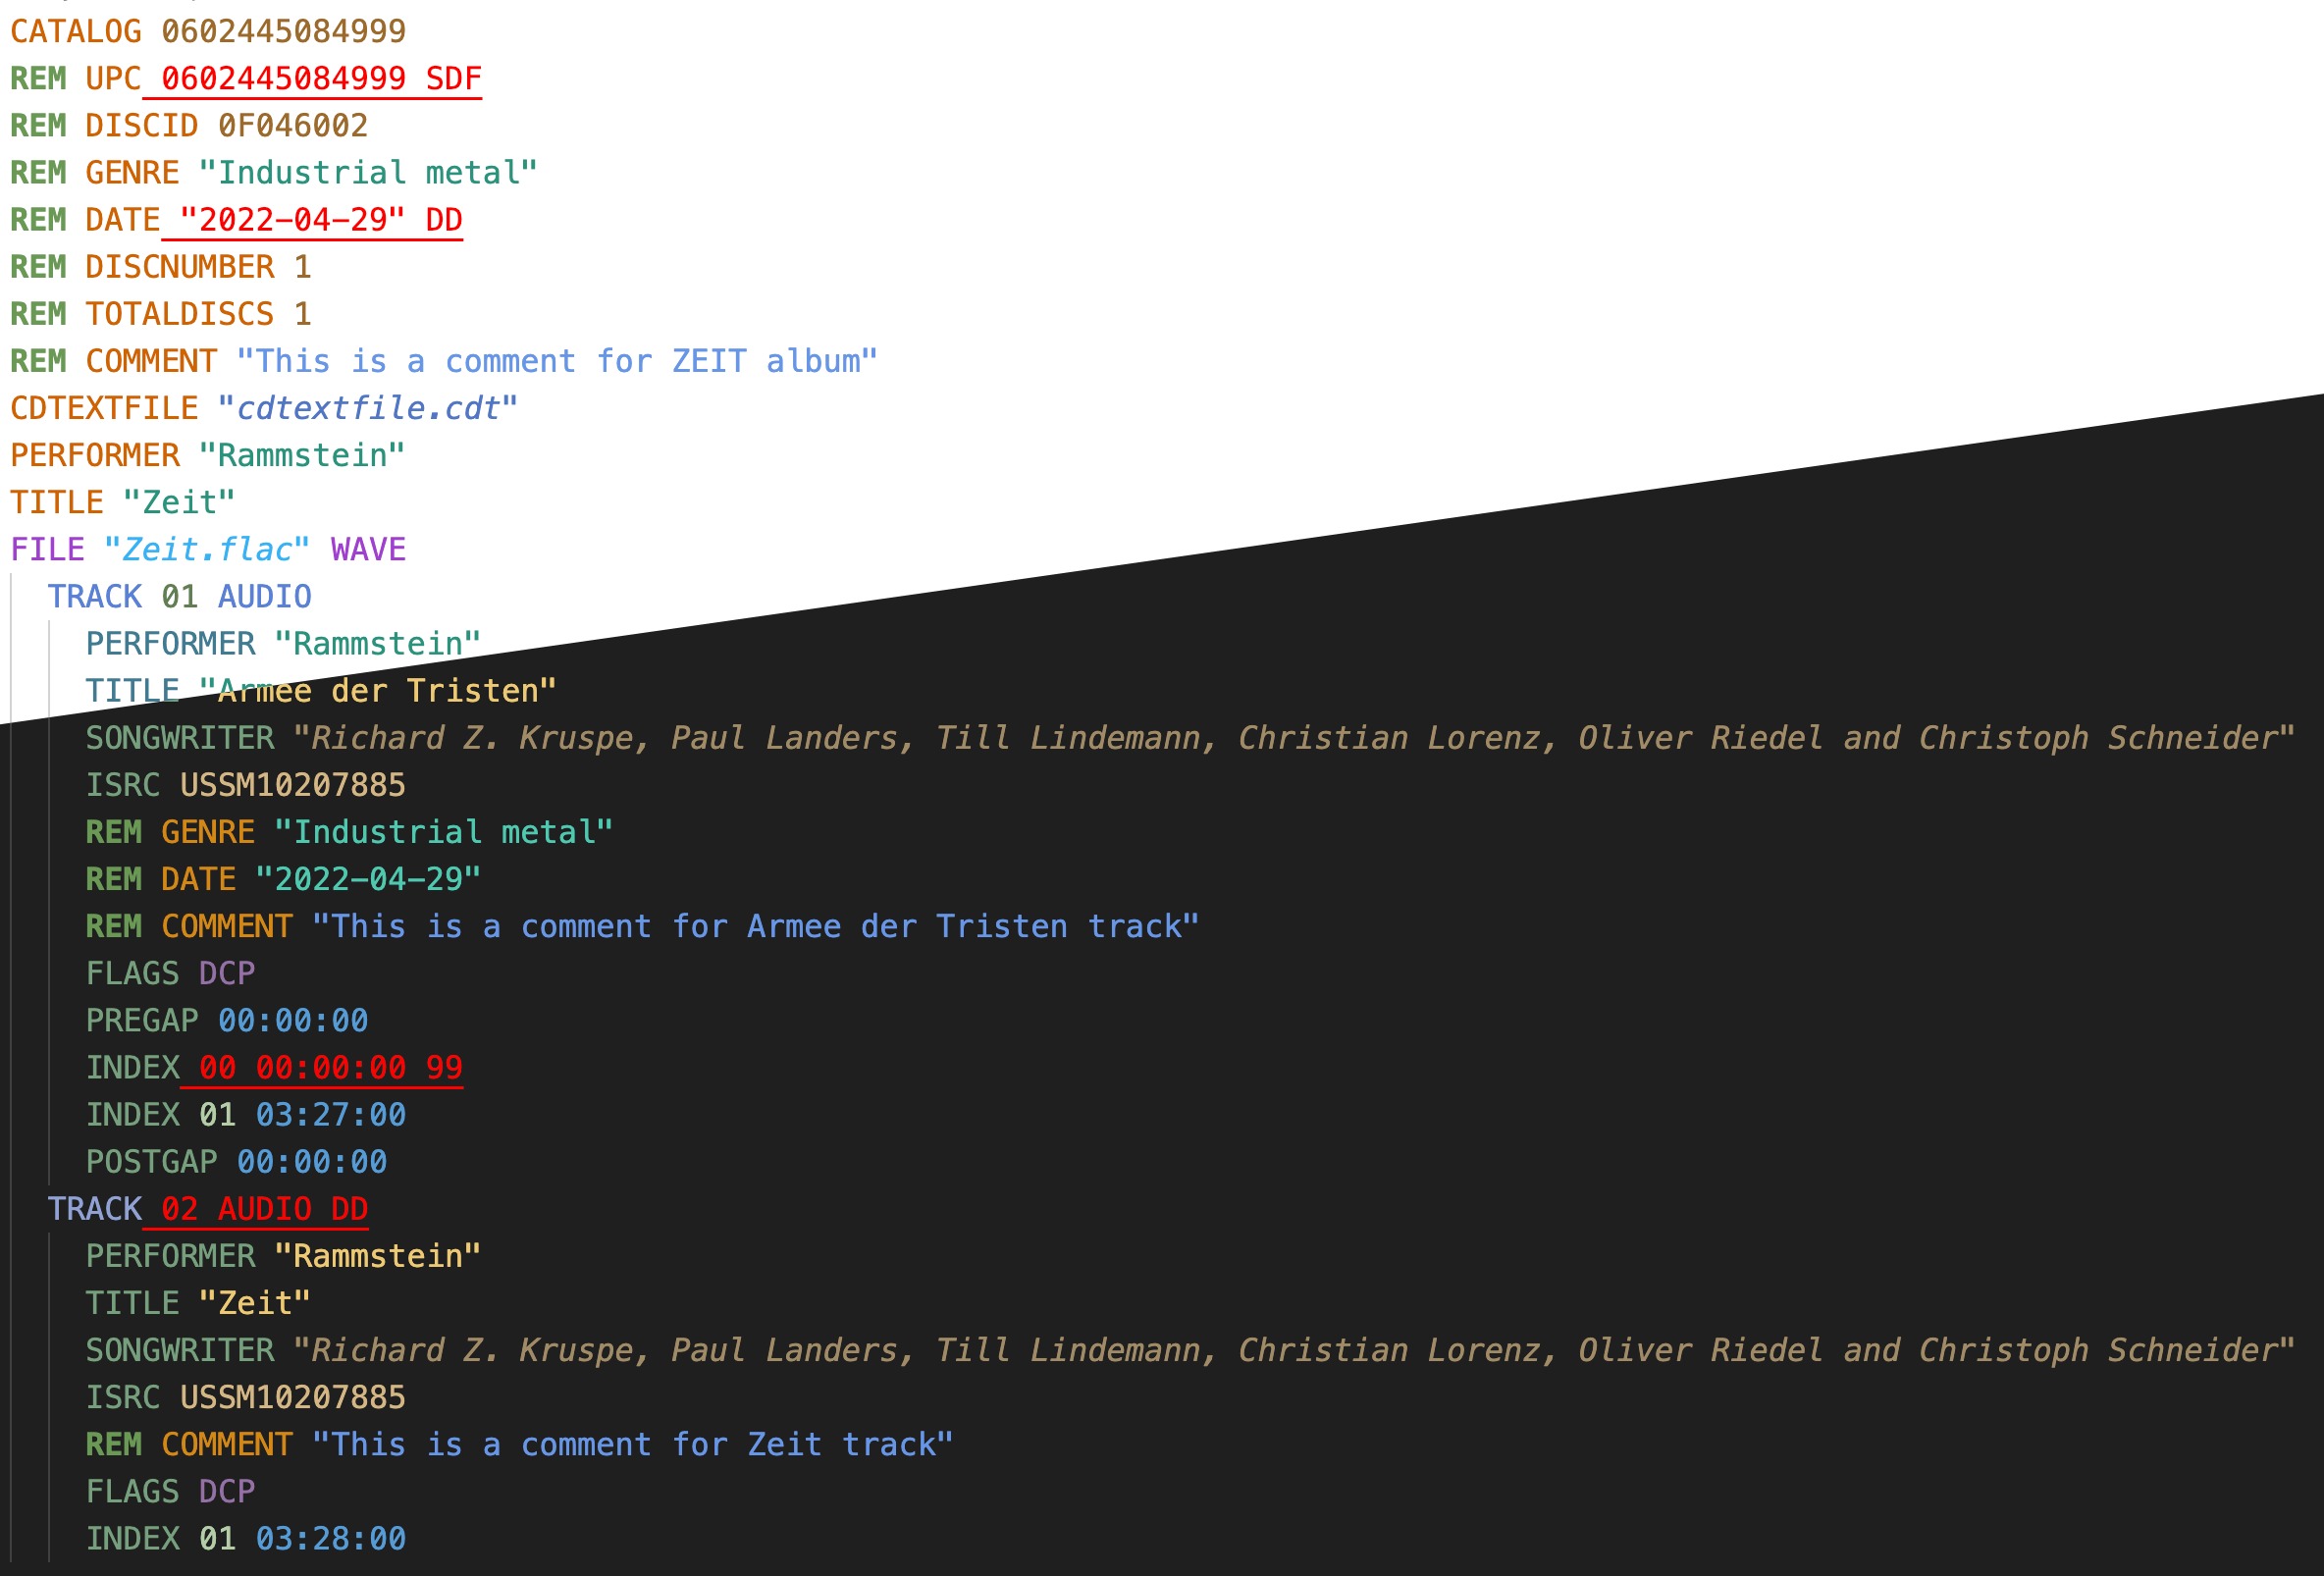 CATALOG 0602445084999
REM UPC 0602445084999 SDF
REM DISCID 0F046002
REM GENRE "Industrial metal"
REM DATE "2022-04-29" DD
REM DISCNUMBER 1
REM TOTALDISCS 1
REM COMMENT "This is a comment for ZEIT album"
CDTEXTFILE "cdtextfile.cdt"
PERFORMER "Rammstein"
TITLE "Zeit"
FILE "Zeit.flac" WAVE
TRACK 01 AUDIO
PERFORMER "Rammstein"
TITLE "Armee der Tristen"
SONGWRITER "Richard Z. Kruspe, Paul Landers, Till Lindemann, Christian Lorenz, Oliver Riedel and Christoph Schneider"
ISRC USSM10207885
REM GENRE "Industrial metal"
REM DATE "2022-04-29"
REM COMMENT "This is a comment for Armee der Tristen track"
FLAGS DCP
PREGAP 00:00:00
INDEX 00 00:00:00 99
INDEX 01 03:27:00
POSTGAP 00:00:00
TRACK 02 AUDIO DD
PERFORMER "Rammstein"
TITLE "Zeit"
SONGWRITER "Richard Z. Kruspe, Paul Landers, Till Lindemann, Christian Lorenz, Oliver Riedel and Christoph Schneider"
ISRC USSM10207885
REM COMMENT "This is a comment for Zeit track"
FLAGS DCP
INDEX 01 03:28:00